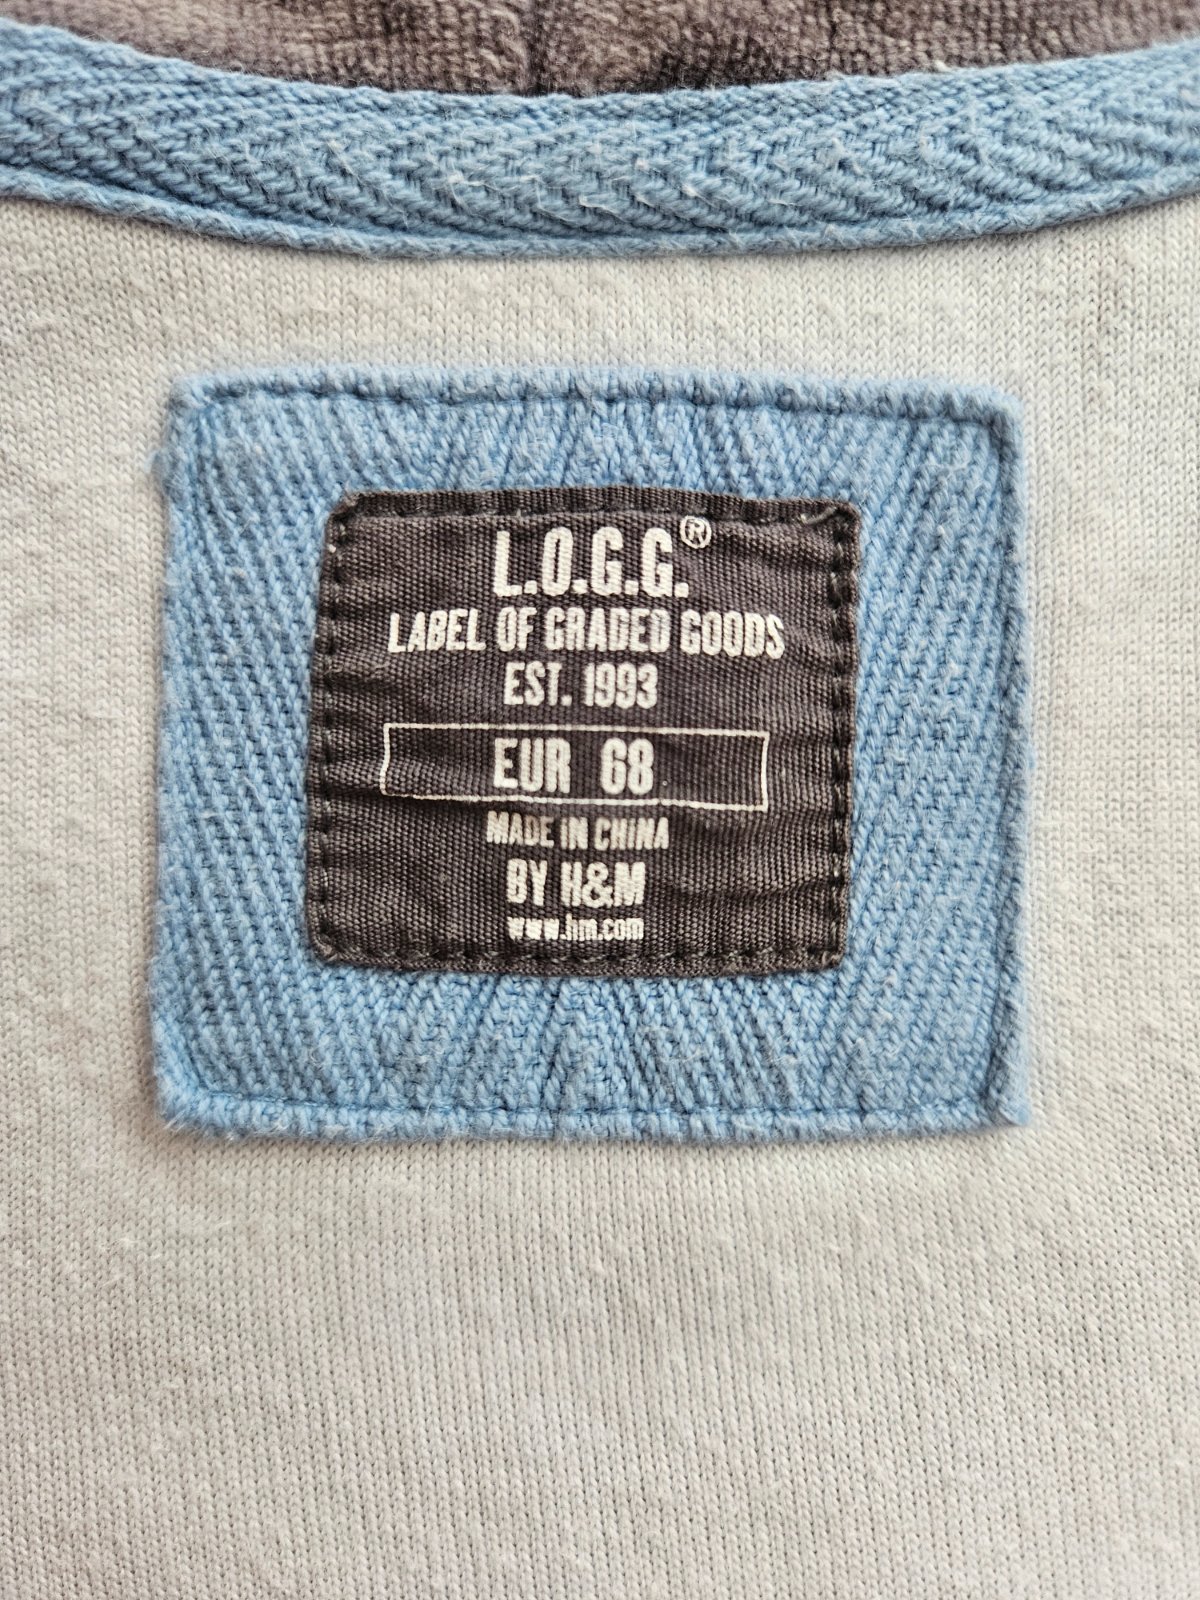 L.O.G.G.®
LABEL OF GRADED GOODS
EST. 1993
EUR 68
MADE IN CHINA
BY H&M
www.hm.com